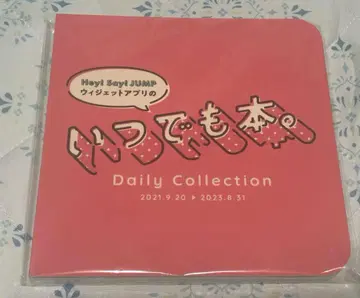 Hey! Say! JUMP
ウィジェットアプリの
いつでも本。
Daily Collection
2021.9.20 ▶ 2023.8.31